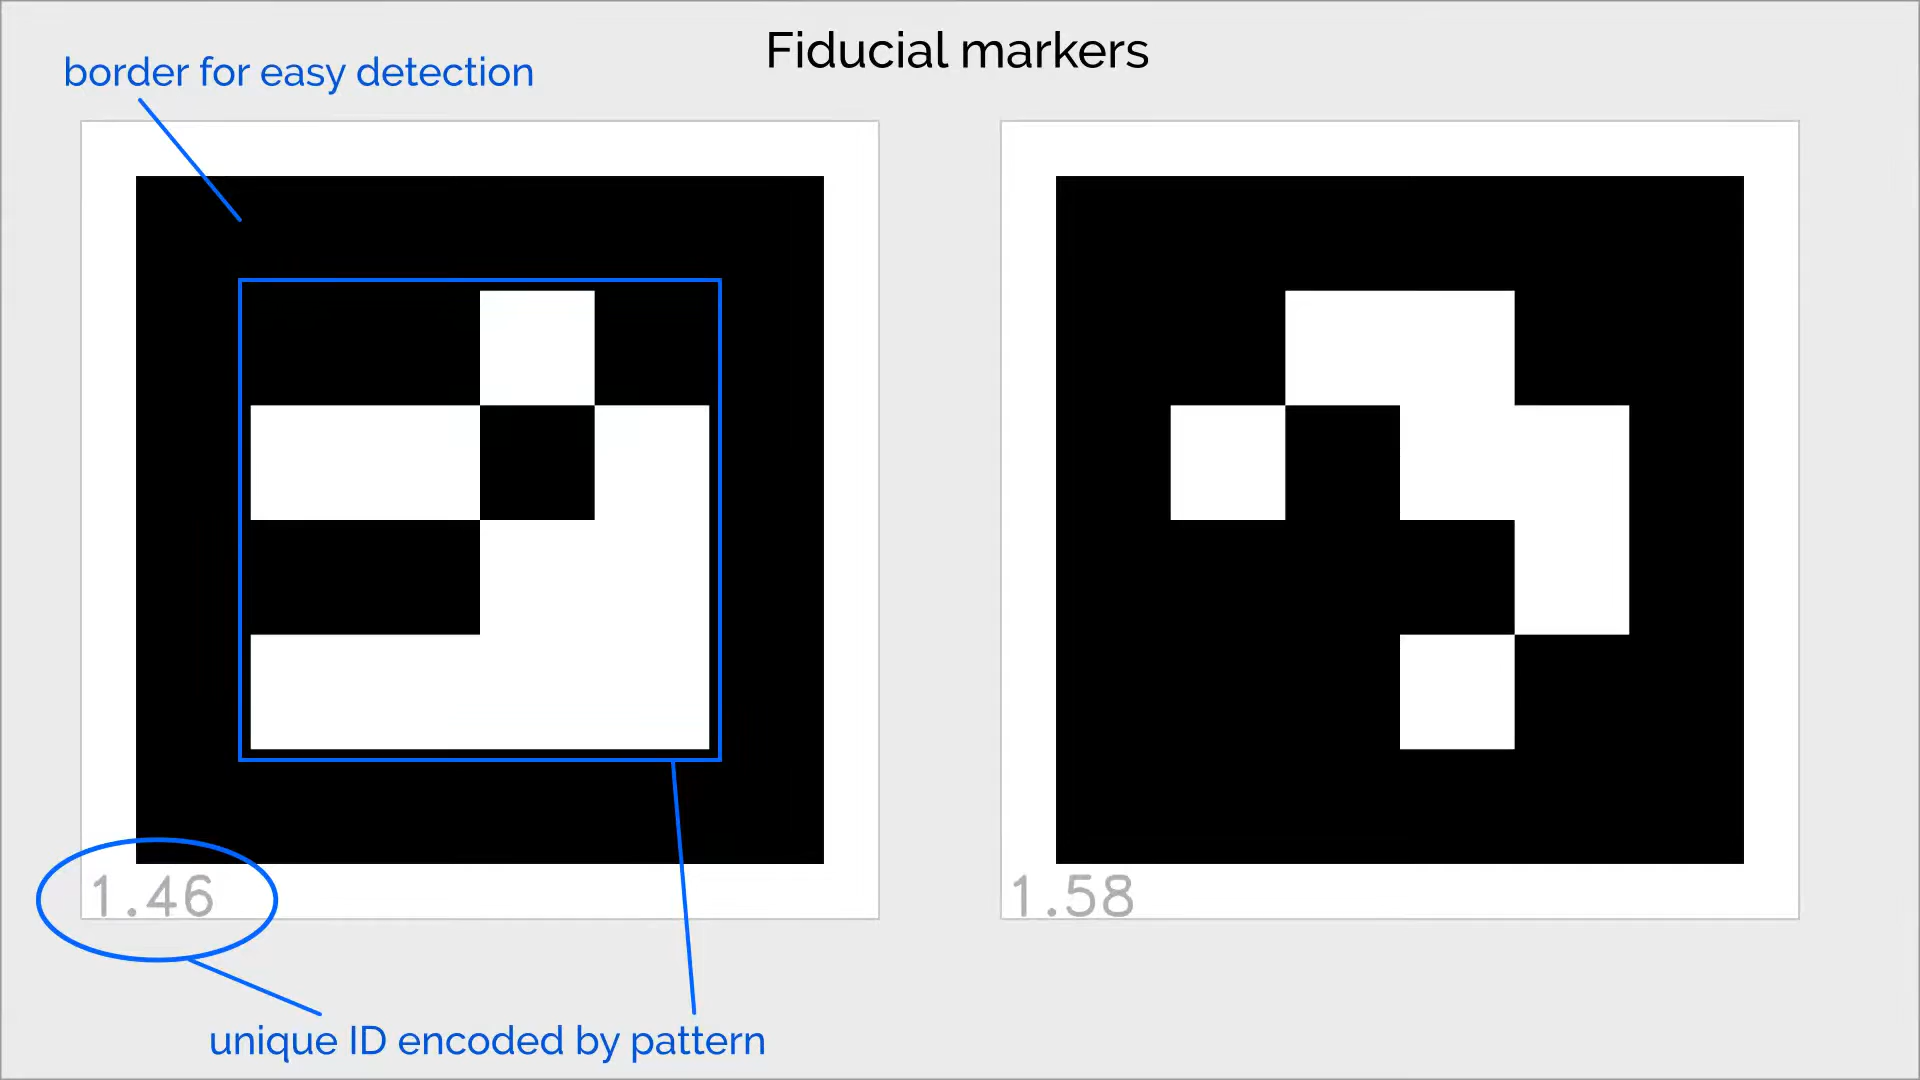 Fiducial markers
border for easy detection
1.46
1.58
unique ID encoded by pattern